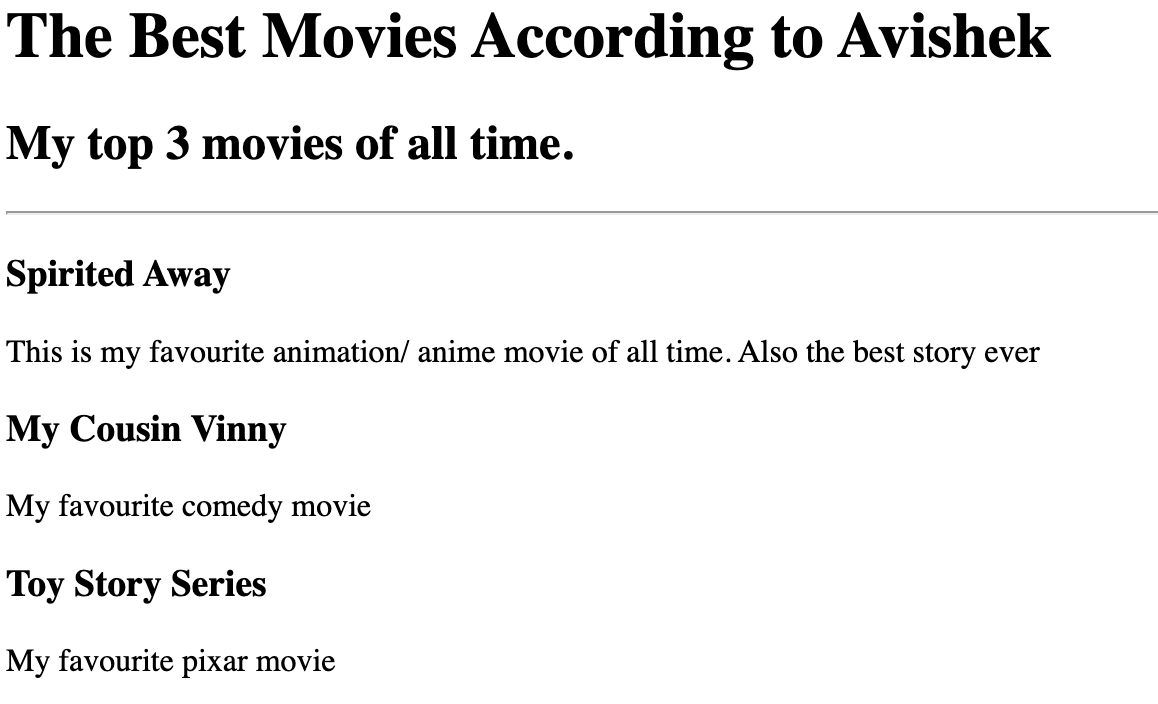 The Best Movies According to Avishek
My top 3 movies of all time.
Spirited Away
This is my favourite animation/ anime movie of all time. Also the best story ever
My Cousin Vinny
My favourite comedy movie
Toy Story Series
My favourite pixar movie